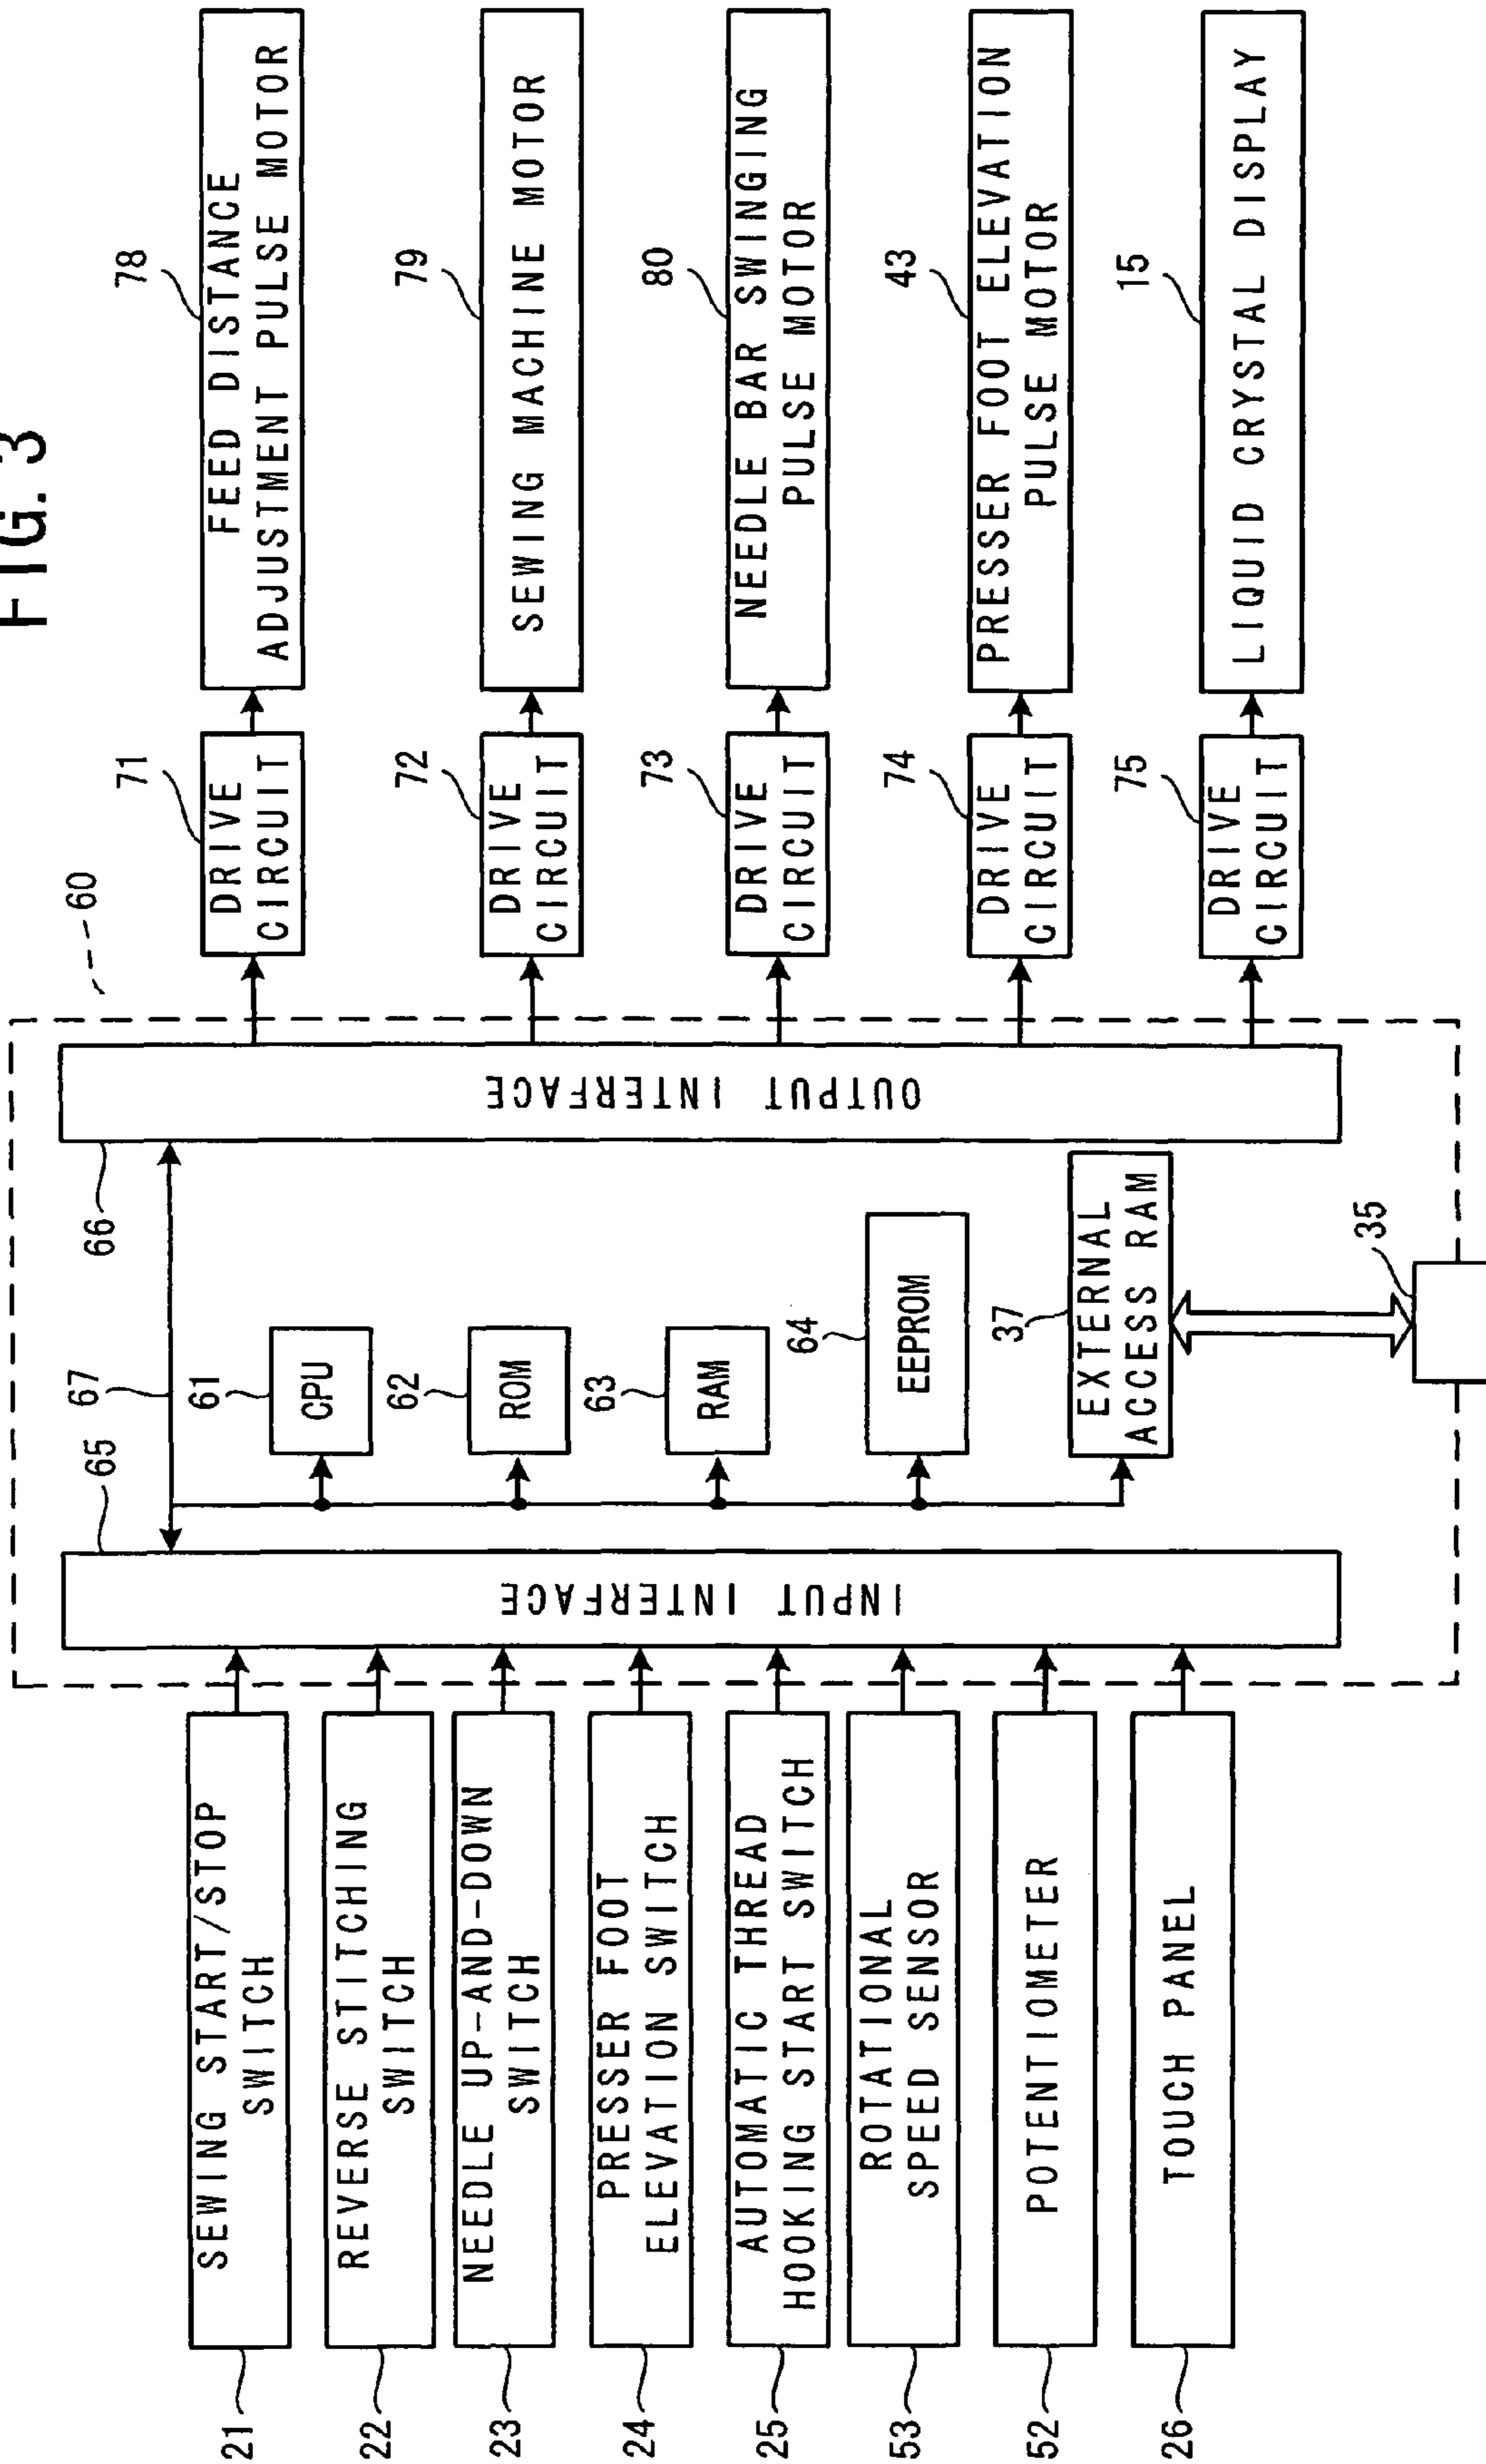 FIG. 3
60
21
SEWING START/STOP
SWITCH
22
REVERSE STITCHING
SWITCH
23
NEEDLE UP-AND-DOWN
SWITCH
24
PRESSER FOOT
ELEVATION SWITCH
25
AUTOMATIC THREAD
HOOKING START SWITCH
53
ROTATIONAL
SPEED SENSOR
52
POTENTIOMETER
26
TOUCH PANEL
65
INPUT INTERFACE
67
61
CPU
62
ROM
63
RAM
64
EEPROM
37
EXTERNAL
ACCESS RAM
35
66
OUTPUT INTERFACE
71
DRIVE
CIRCUIT
78
FEED DISTANCE
ADJUSTMENT PULSE MOTOR
72
DRIVE
CIRCUIT
79
SEWING MACHINE MOTOR
73
DRIVE
CIRCUIT
80
NEEDLE BAR SWINGING
PULSE MOTOR
74
DRIVE
CIRCUIT
43
PRESSER FOOT ELEVATION
PULSE MOTOR
75
DRIVE
CIRCUIT
15
LIQUID CRYSTAL DISPLAY